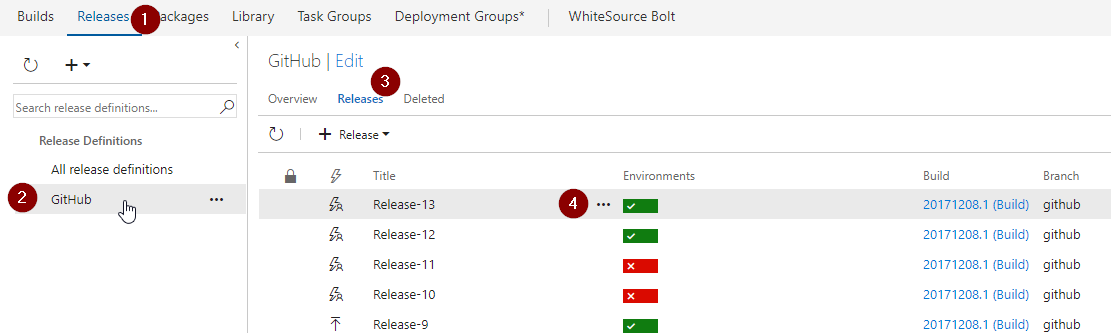 Builds Releases 1 ackages Library Task Groups Deployment Groups* WhiteSource Bolt
GitHub | Edit
3
Search release definitions...
Overview Releases Deleted
Release Definitions
+ Release
All release definitions
Title Environments Build Branch
2 GitHub ...
Release-13 4 ... 20171208.1 (Build) github
Release-12 20171208.1 (Build) github
Release-11 20171208.1 (Build) github
Release-10 20171208.1 (Build) github
Release-9 20171208.1 (Build) github